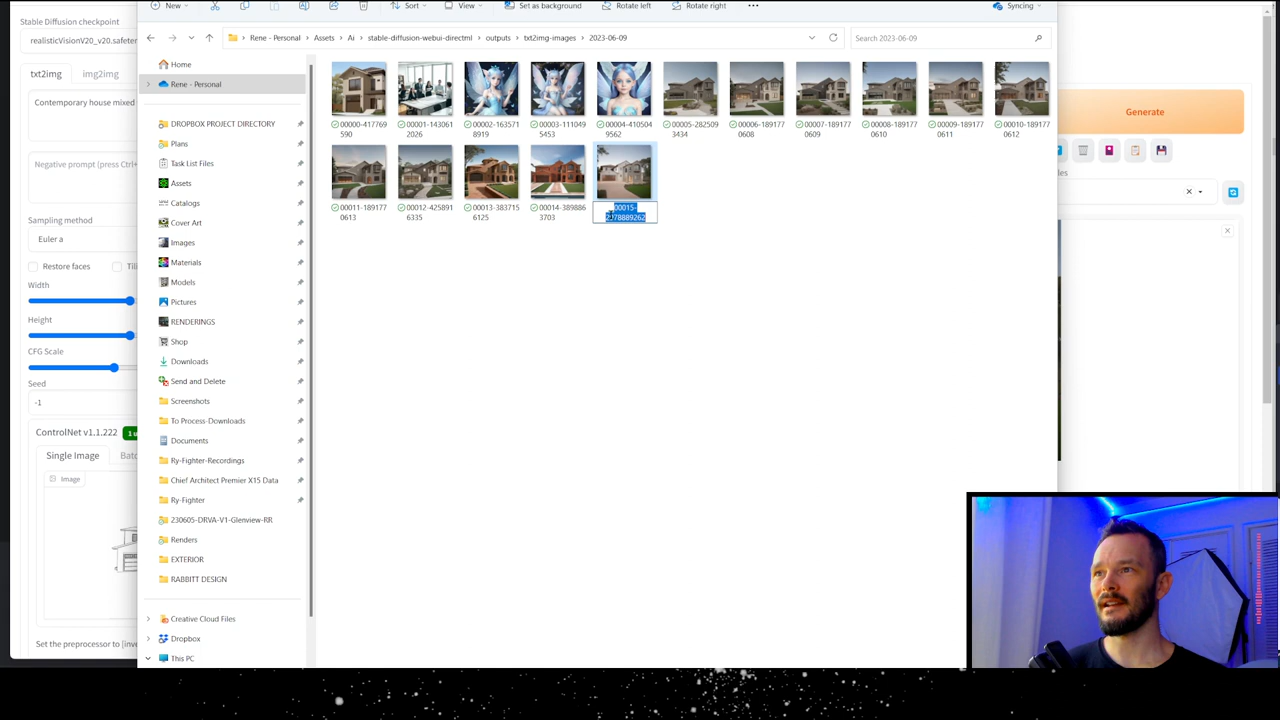 Stable Diffusion checkpoint
realisticVisionV20_v20.safeten
txt2img
img2img
Contemporary house mixed
Negative prompt (press Ctrl+
Sampling method
Euler a
Restore faces
Tili
Width
Height
CFG Scale
Seed
-1
ControlNet v1.1.222
1 u
Single Image
Batc
Image
Set the preprocessor to [inve
New
Sort
View
Set as background
Rotate left
Rotate right
Syncing
Rene - Personal > Assets > Ai > stable-diffusion-webui-directml > outputs > txt2img-images > 2023-06-09
Search 2023-06-09
Home
Rene - Personal
DROPBOX PROJECT DIRECTORY
Plans
Task List Files
Assets
Catalogs
Cover Art
Images
Materials
Models
Pictures
RENDERINGS
Shop
Downloads
Send and Delete
Screenshots
To Process-Downloads
Documents
Ry-Fighter-Recordings
Chief Architect Premier X15 Data
Ry-Fighter
230605-DRVA-V1-Glenview-RR
Renders
EXTERIOR
RABBITT DESIGN
Creative Cloud Files
Dropbox
This PC
00000-417769
590
00001-143061
2026
00002-163571
8919
00003-111049
5453
00004-410504
9562
00005-282509
3434
00006-189177
0608
00007-189177
0609
00008-189177
0610
00009-189177
0611
00010-189177
0612
00011-189177
0613
00012-425891
6335
00013-383715
6125
00014-389886
3703
00015-
Generate
les